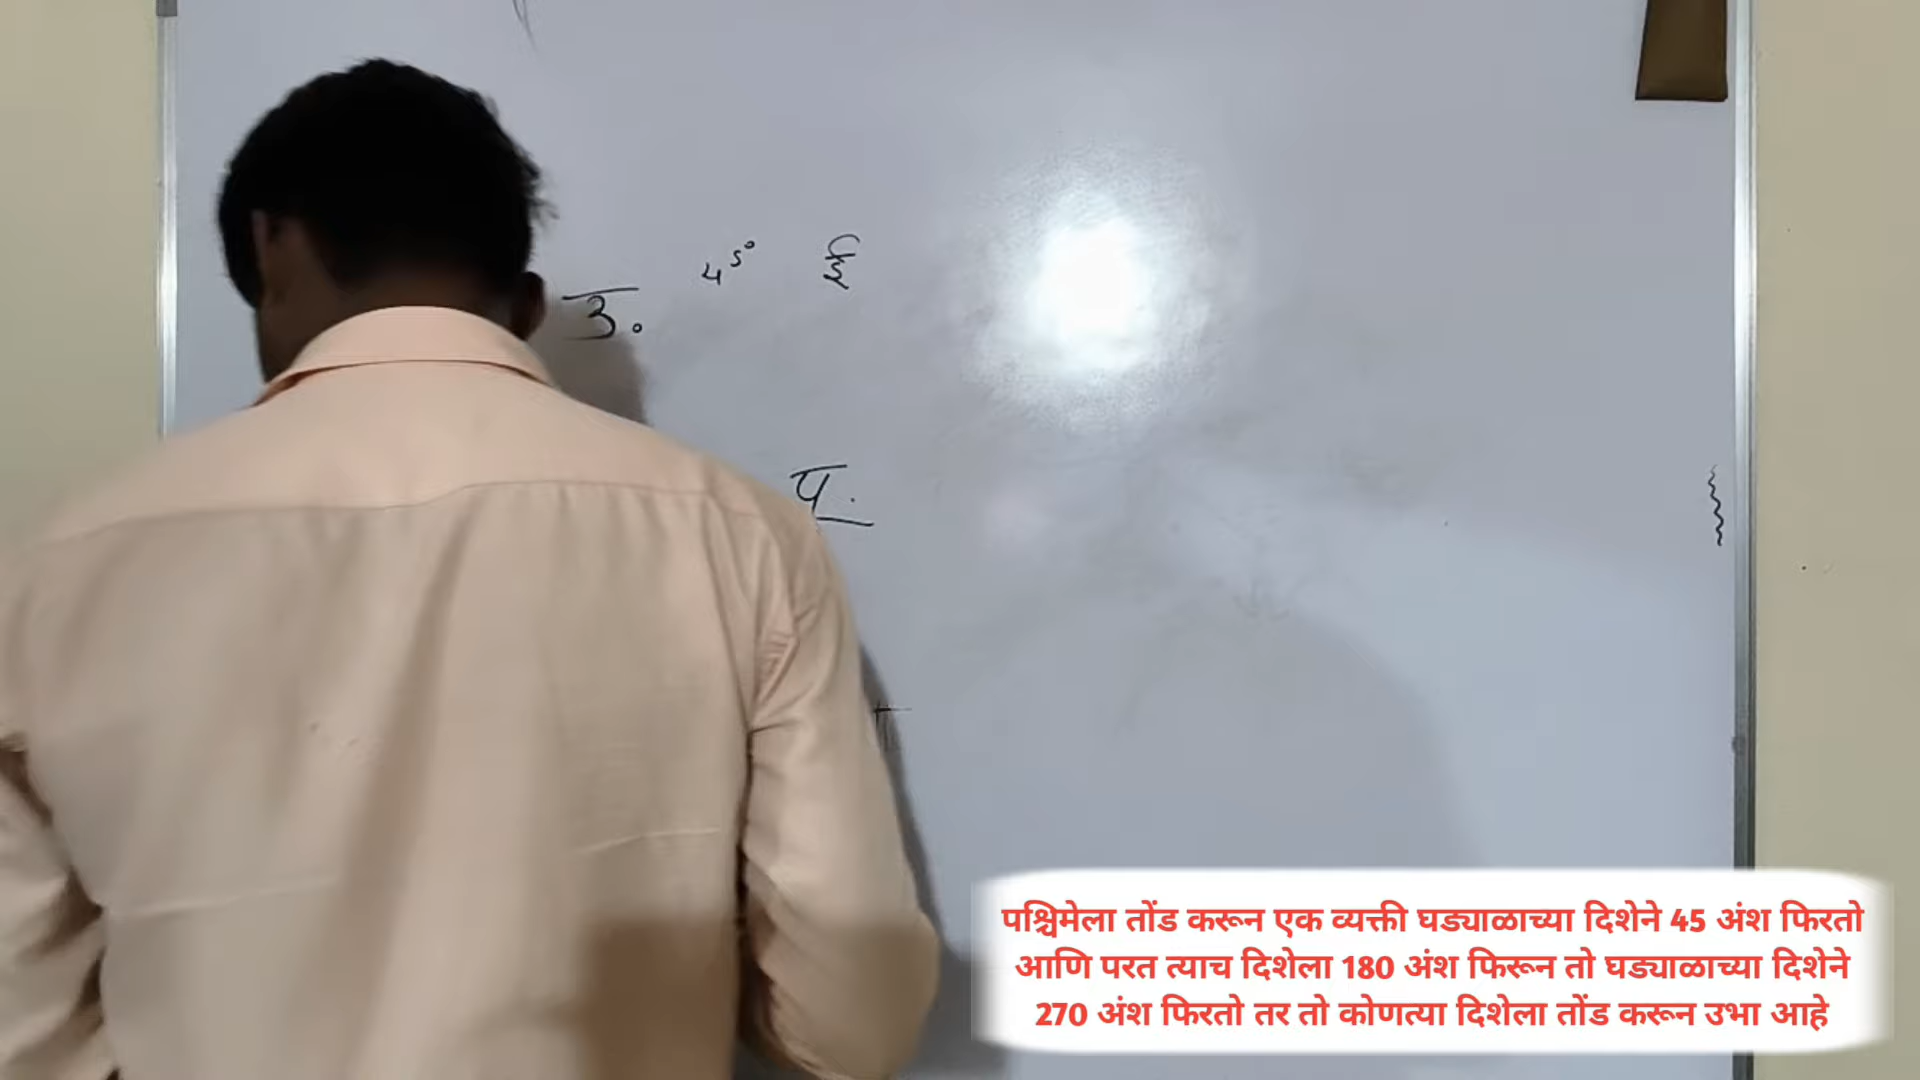 45° ई
उ.
पू.
पश्चिमेला तोंड करून एक व्यक्ती घड्याळाच्या दिशेने 45 अंश फिरतो
आणि परत त्याच दिशेला 180 अंश फिरून तो घड्याळाच्या दिशेने
270 अंश फिरतो तर तो कोणत्या दिशेला तोंड करून उभा आहे